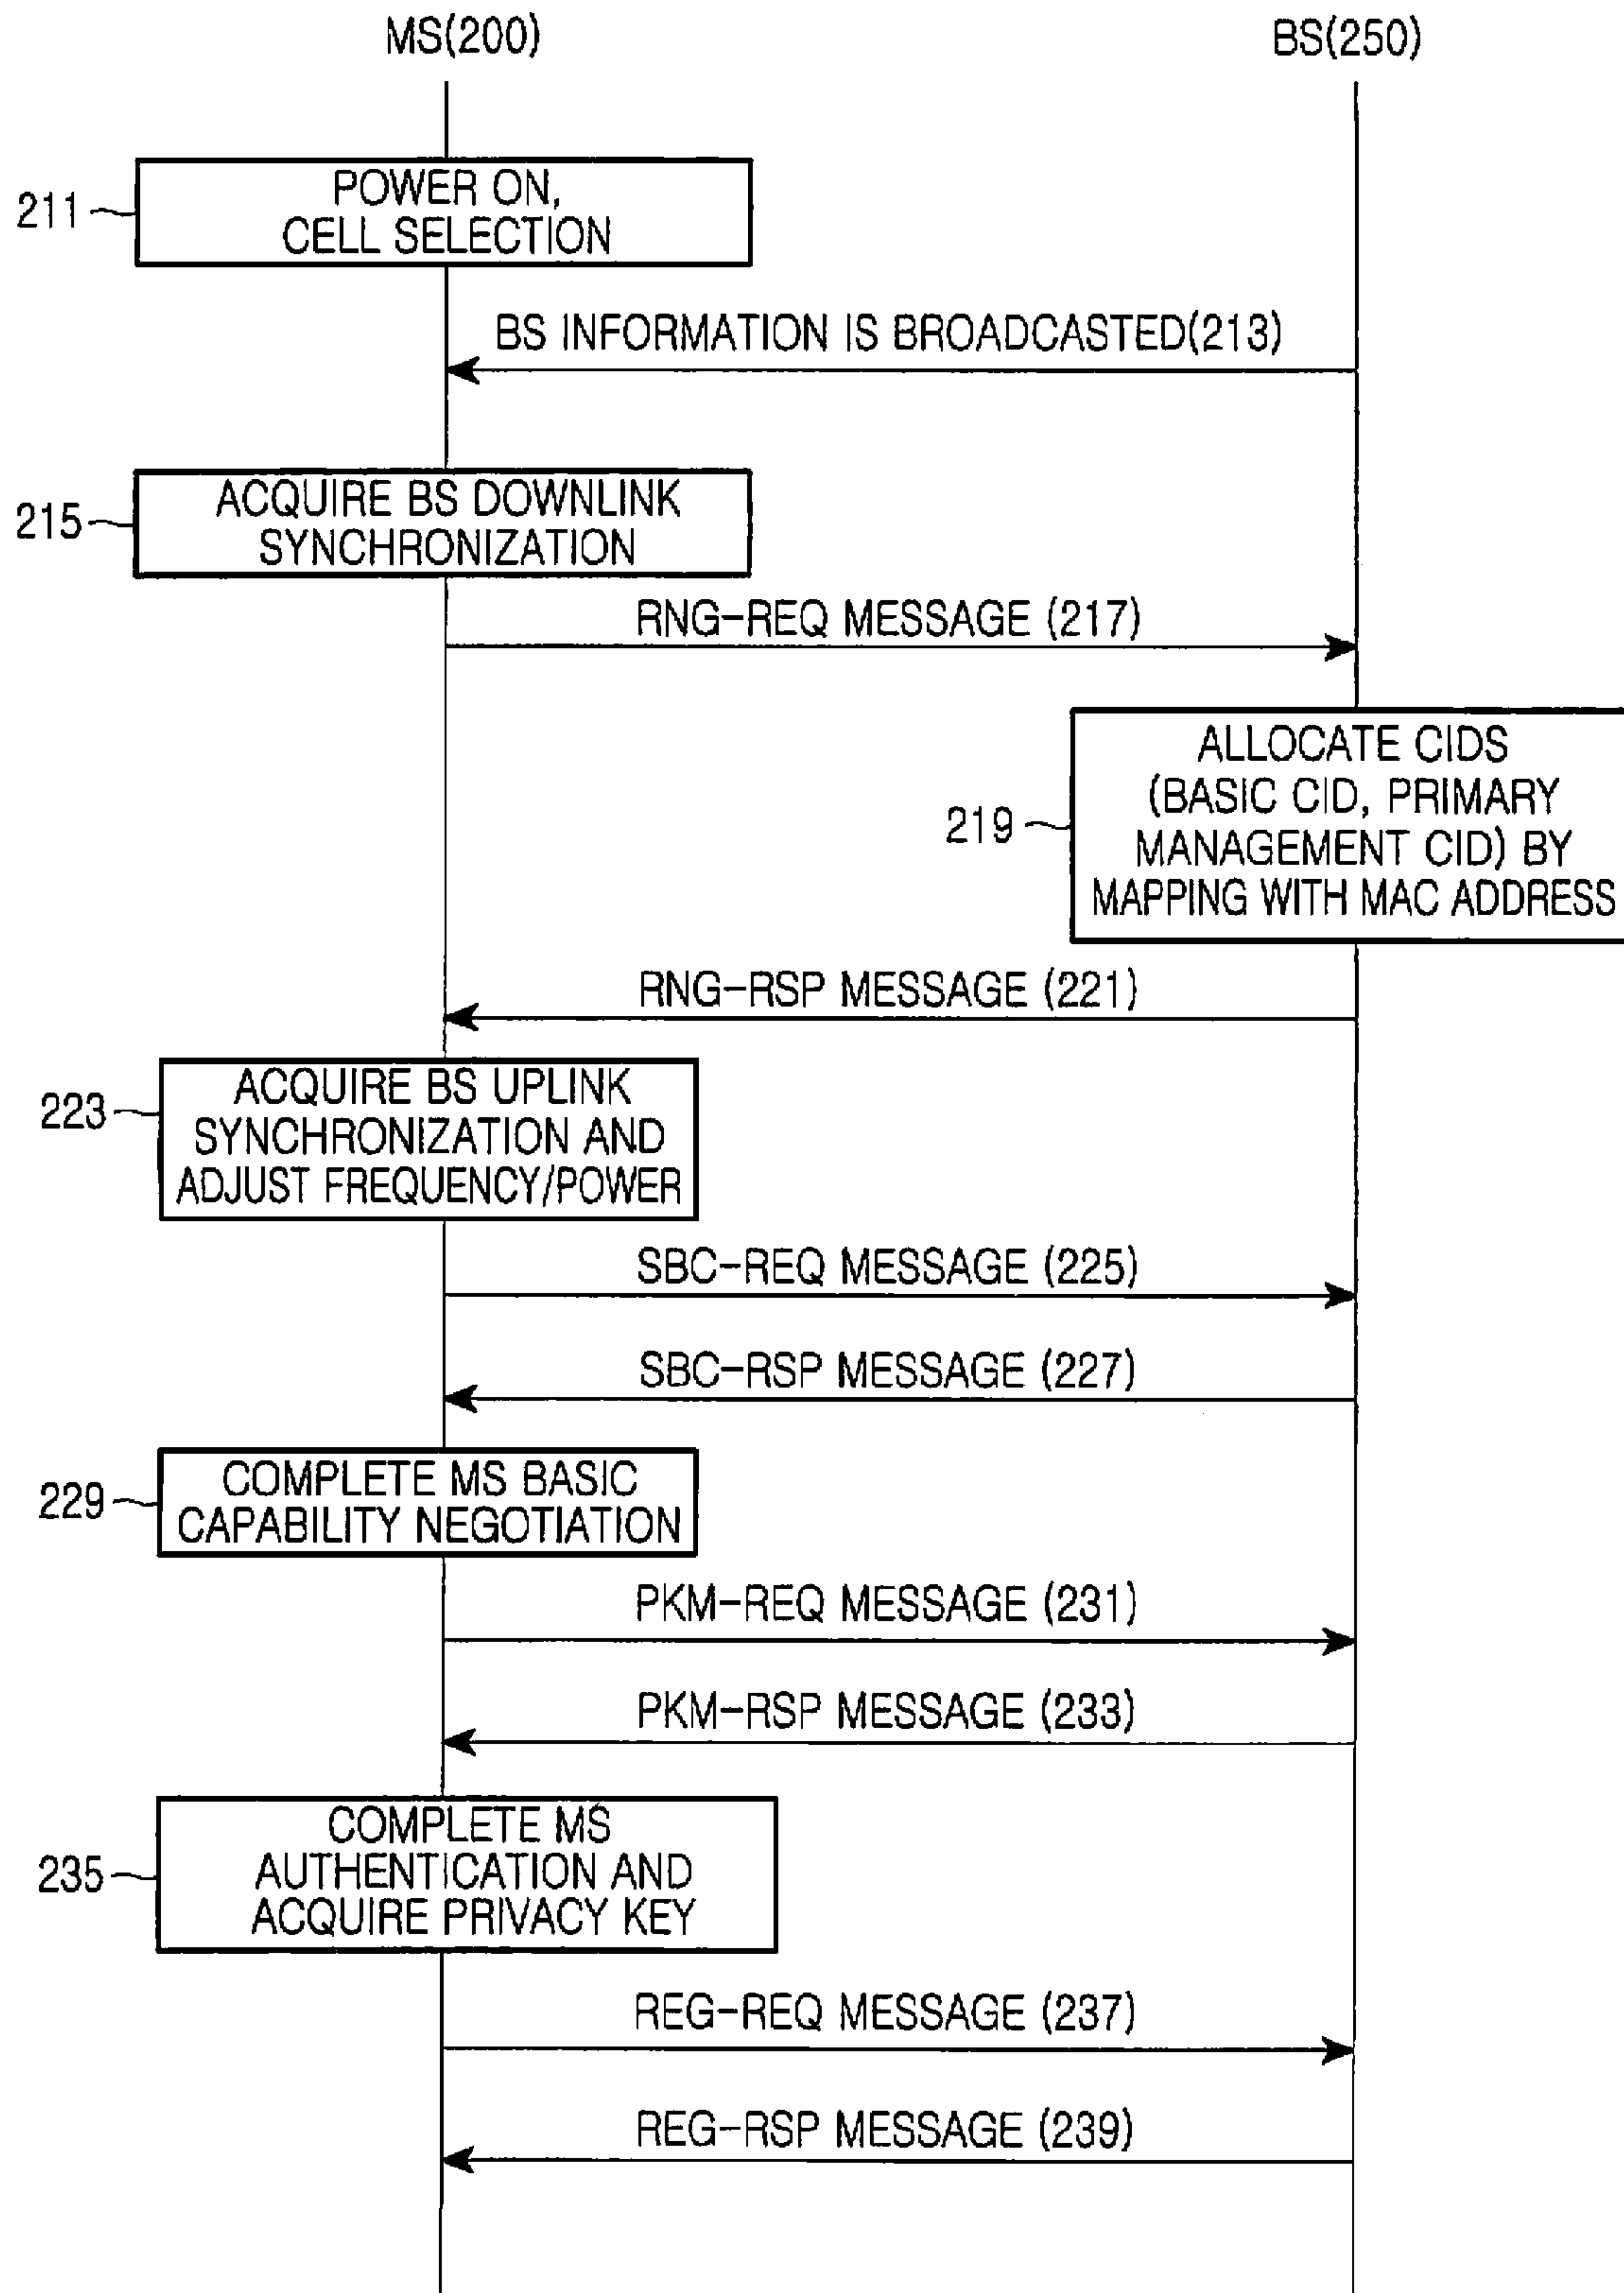 MS(200)
BS(250)
211
POWER ON,
CELL SELECTION
BS INFORMATION IS BROADCASTED(213)
215
ACQUIRE BS DOWNLINK
SYNCHRONIZATION
RNG-REQ MESSAGE (217)
219
ALLOCATE CIDS
(BASIC CID, PRIMARY
MANAGEMENT CID) BY
MAPPING WITH MAC ADDRESS
RNG-RSP MESSAGE (221)
223
ACQUIRE BS UPLINK
SYNCHRONIZATION AND
ADJUST FREQUENCY/POWER
SBC-REQ MESSAGE (225)
SBC-RSP MESSAGE (227)
229
COMPLETE MS BASIC
CAPABILITY NEGOTIATION
PKM-REQ MESSAGE (231)
PKM-RSP MESSAGE (233)
235
COMPLETE MS
AUTHENTICATION AND
ACQUIRE PRIVACY KEY
REG-REQ MESSAGE (237)
REG-RSP MESSAGE (239)